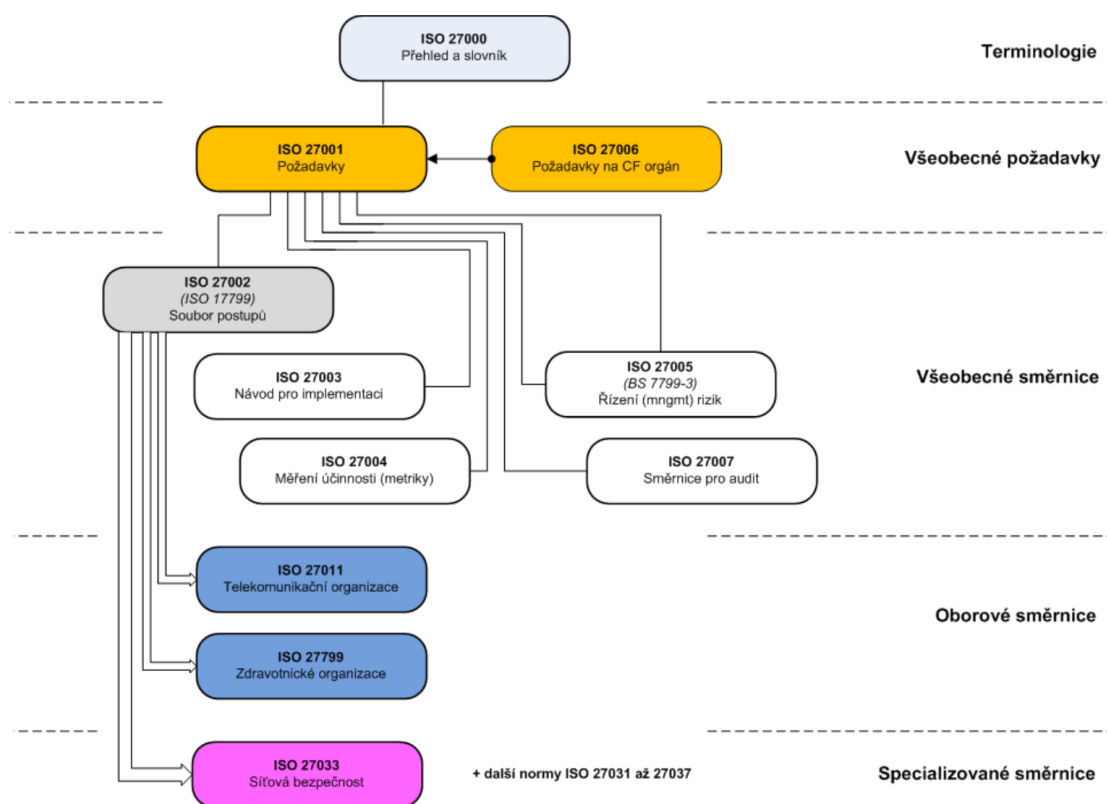 ISO 27000
Přehled a slovník
Terminologie
ISO 27001
Požadavky
ISO 27006
Požadavky na CF orgán
Všeobecné požadavky
ISO 27002
(ISO 17799)
Soubor postupů
ISO 27003
Návod pro implementaci
ISO 27005
(BS 7799-3)
Řízení (mngmt) rizik
Všeobecné směrnice
ISO 27004
Měření účinnosti (metriky)
ISO 27007
Směrnice pro audit
ISO 27011
Telekomunikační organizace
Oborové směrnice
ISO 27799
Zdravotnické organizace
ISO 27033
Síťová bezpečnost
+ další normy ISO 27031 až 27037
Specializované směrnice